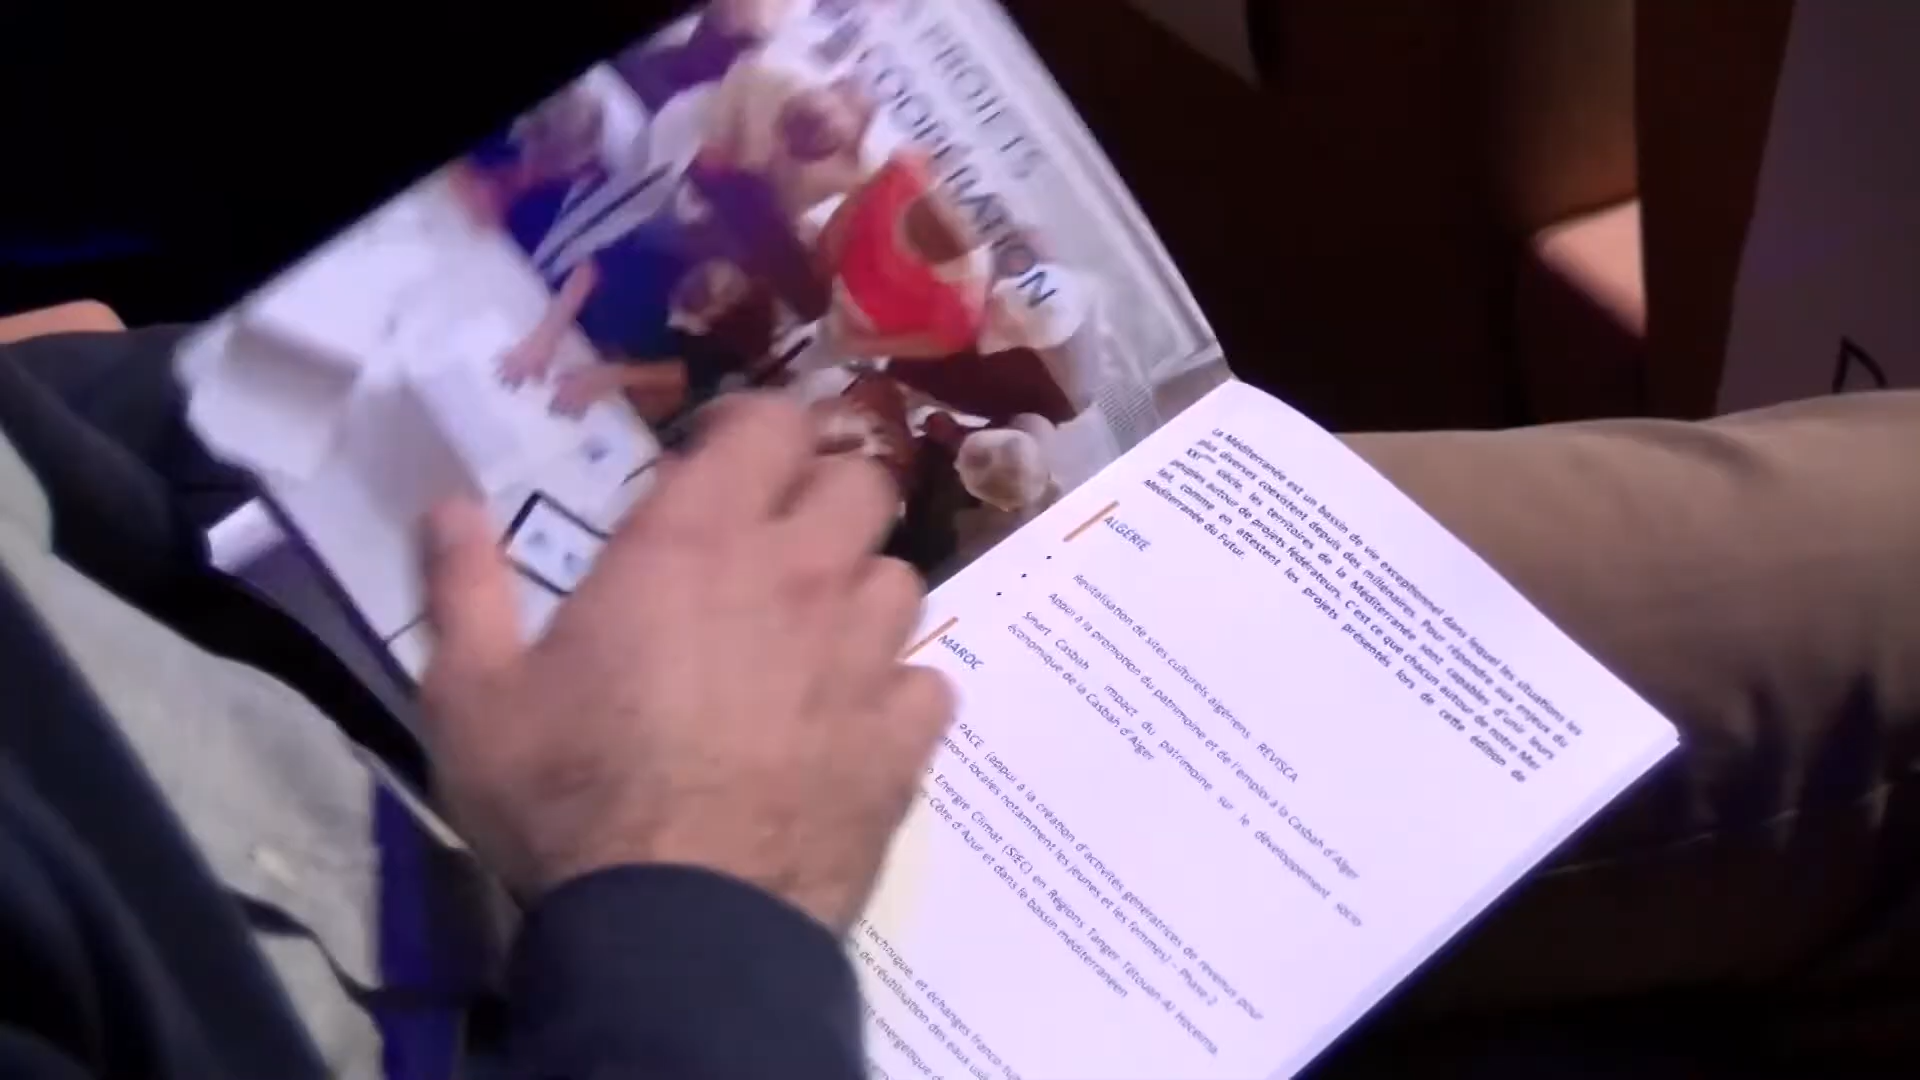 PROJETS
COOPÉRATION
La Méditerranée est un bassin de vie exceptionnel dans lequel les situations les
plus diverses coexistent depuis des millénaires. Pour répondre aux enjeux du
XXIème siècle, les territoires de la Méditerranée sont capables d'unir leurs
peuples autour de projets fédérateurs. C'est ce que chacun autour de notre Mer
fait, comme en attestent les projets présentés lors de cette édition de
Méditerranée du Futur.
ALGÉRIE
Revitalisation de sites culturels algériens REVISCA
Appui à la promotion du patrimoine et de l'emploi à la Casbah d'Alger
Smart Casbah impact du patrimoine sur le développement socio
économique de la Casbah d'Alger
MAROC
PACE (appui à la création d'activités génératrices de revenus pour
locales notamment les jeunes et les femmes) – Phase 2
Energie Climat (SIEC) en Régions Tanger Tétouan Al Hoceima
Côte d'Azur et dans le bassin méditerranéen
technique, et échanges franco
de réutilisation des eaux
énergétique